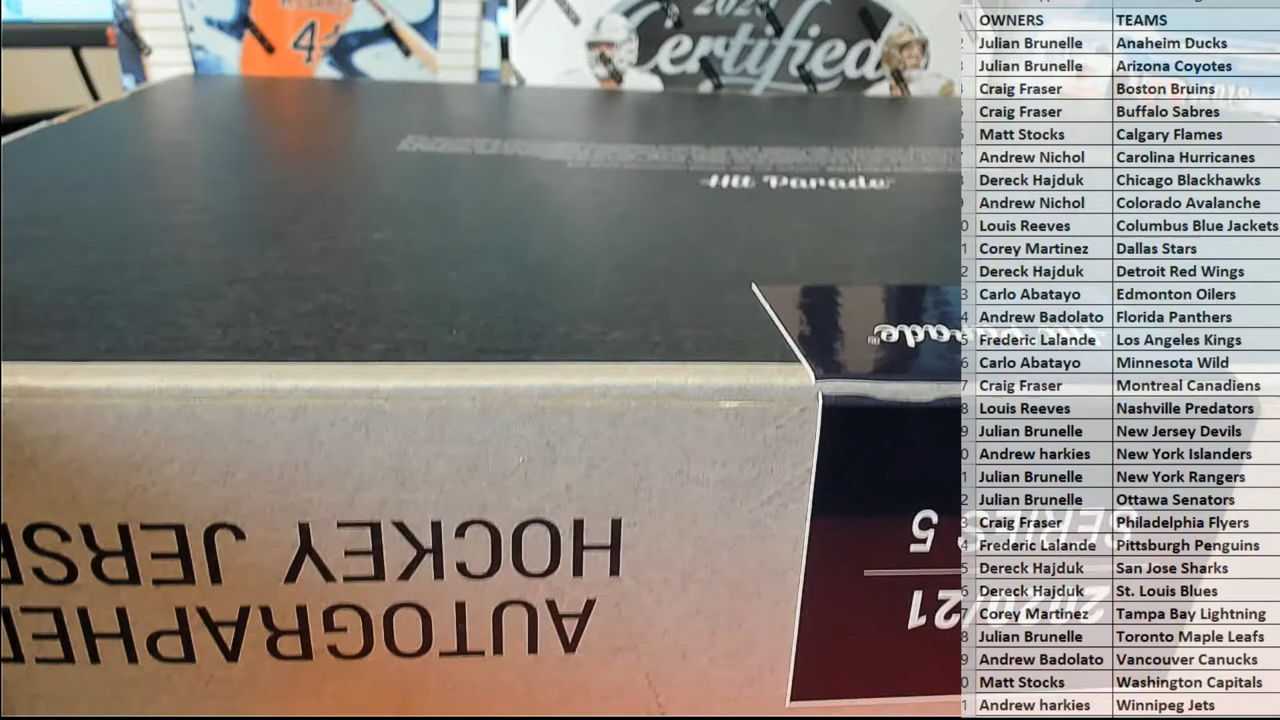 2021
Certified
4
Hit Parade
OWNERS TEAMS
Julian Brunelle Anaheim Ducks
Julian Brunelle Arizona Coyotes
Craig Fraser Boston Bruins
Craig Fraser Buffalo Sabres
Matt Stocks Calgary Flames
Andrew Nichol Carolina Hurricanes
Dereck Hajduk Chicago Blackhawks
Andrew Nichol Colorado Avalanche
Louis Reeves Columbus Blue Jackets
Corey Martinez Dallas Stars
Dereck Hajduk Detroit Red Wings
Carlo Abatayo Edmonton Oilers
Andrew Badolato Florida Panthers
Frederic Lalande Los Angeles Kings
Carlo Abatayo Minnesota Wild
Craig Fraser Montreal Canadiens
Louis Reeves Nashville Predators
Julian Brunelle New Jersey Devils
Andrew harkies New York Islanders
Julian Brunelle New York Rangers
Julian Brunelle Ottawa Senators
Craig Fraser Philadelphia Flyers
Frederic Lalande Pittsburgh Penguins
Dereck Hajduk San Jose Sharks
Dereck Hajduk St. Louis Blues
Corey Martinez Tampa Bay Lightning
Julian Brunelle Toronto Maple Leafs
Andrew Badolato Vancouver Canucks
Matt Stocks Washington Capitals
Andrew harkies Winnipeg Jets
Hit Parade
2020/21
SERIES 5
AUTOGRAPHED
HOCKEY JERSE